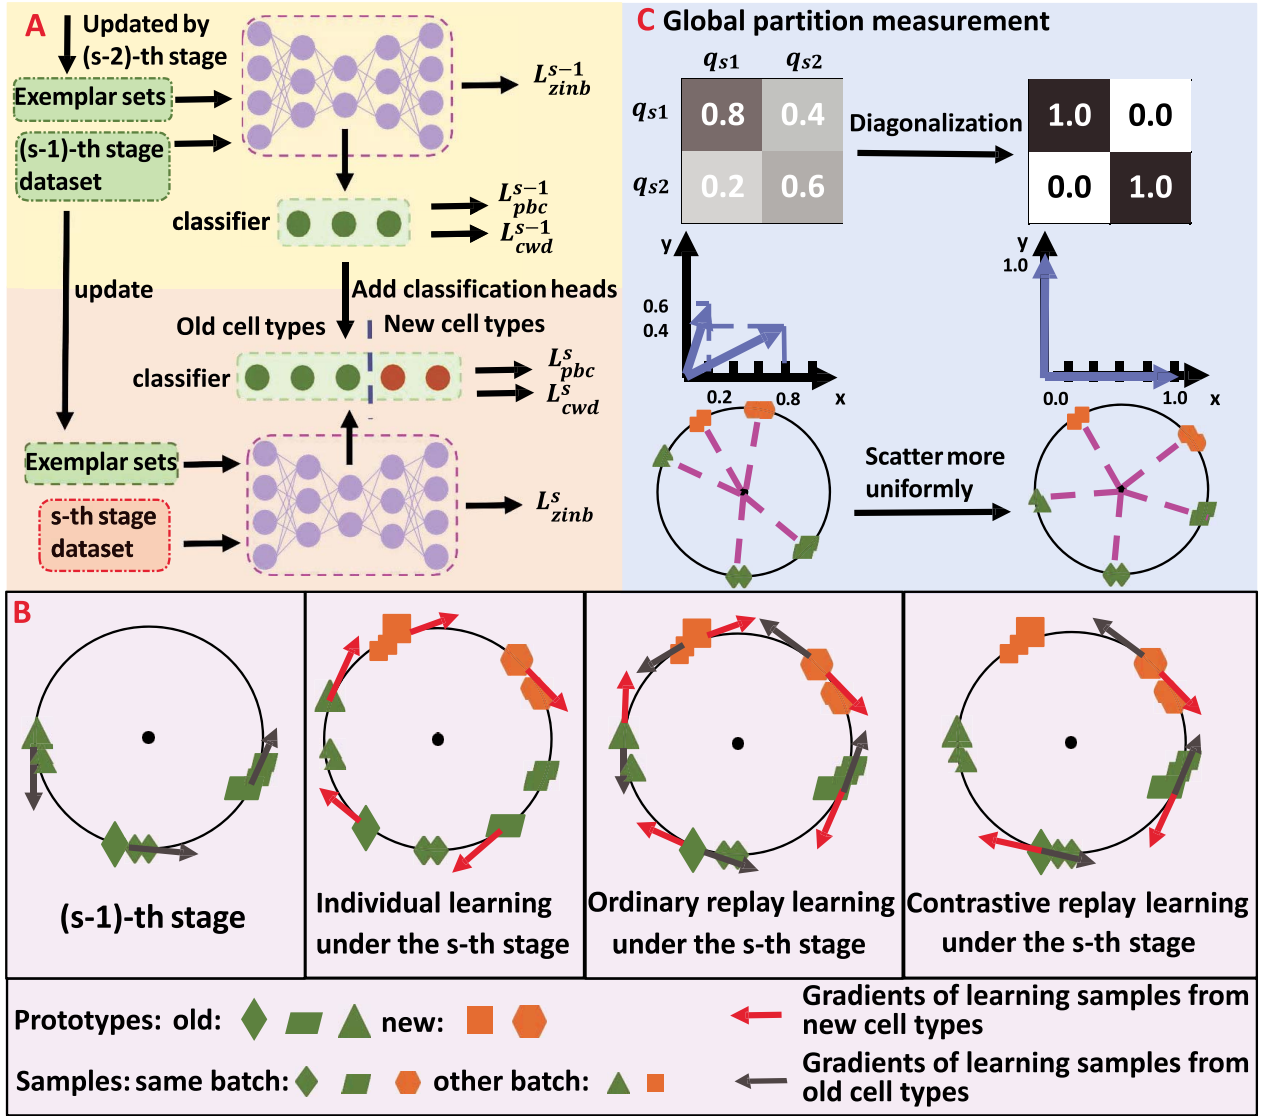 A
Updated by
(s-2)-th stage
Exemplar sets
(s-1)-th stage
dataset
L_{zinb}^{s-1}
classifier
L_{pbc}^{s-1}
L_{cwd}^{s-1}
update
Add classification heads
Old cell types
New cell types
classifier
L_{pbc}^{s}
L_{cwd}^{s}
Exemplar sets
s-th stage
dataset
L_{zinb}^{s}
C Global partition measurement
q_{s1} q_{s2}
q_{s1} 0.8 0.4
q_{s2} 0.2 0.6
Diagonalization
1.0 0.0
0.0 1.0
y
0.6
0.4
0.2 0.8 x
y
1.0
0.0 1.0 x
Scatter more
uniformly
B
(s-1)-th stage
Individual learning
under the s-th stage
Ordinary replay learning
under the s-th stage
Contrastive replay learning
under the s-th stage
Prototypes: old: new:
Samples: same batch: other batch:
Gradients of learning samples from
new cell types
Gradients of learning samples from
old cell types